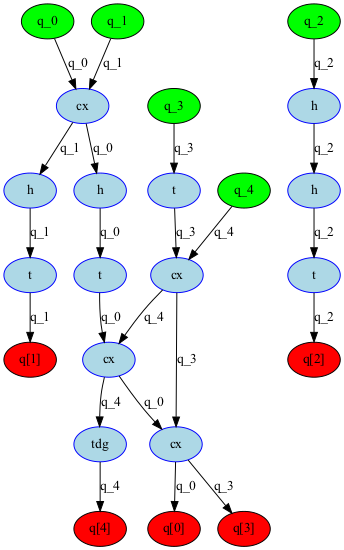 q_0 q_1 q_2
q_0 q_1 q_2
cx q_3 h
q_1 q_0 q_3 q_2
h h t q_4 h
q_1 q_0 q_3 q_4 q_2
t t cx t
q_1 q_0 q_4 q_3 q_2
q[1] cx q[2]
q_4 q_0
tdg cx
q_4 q_0 q_3
q[4] q[0] q[3]